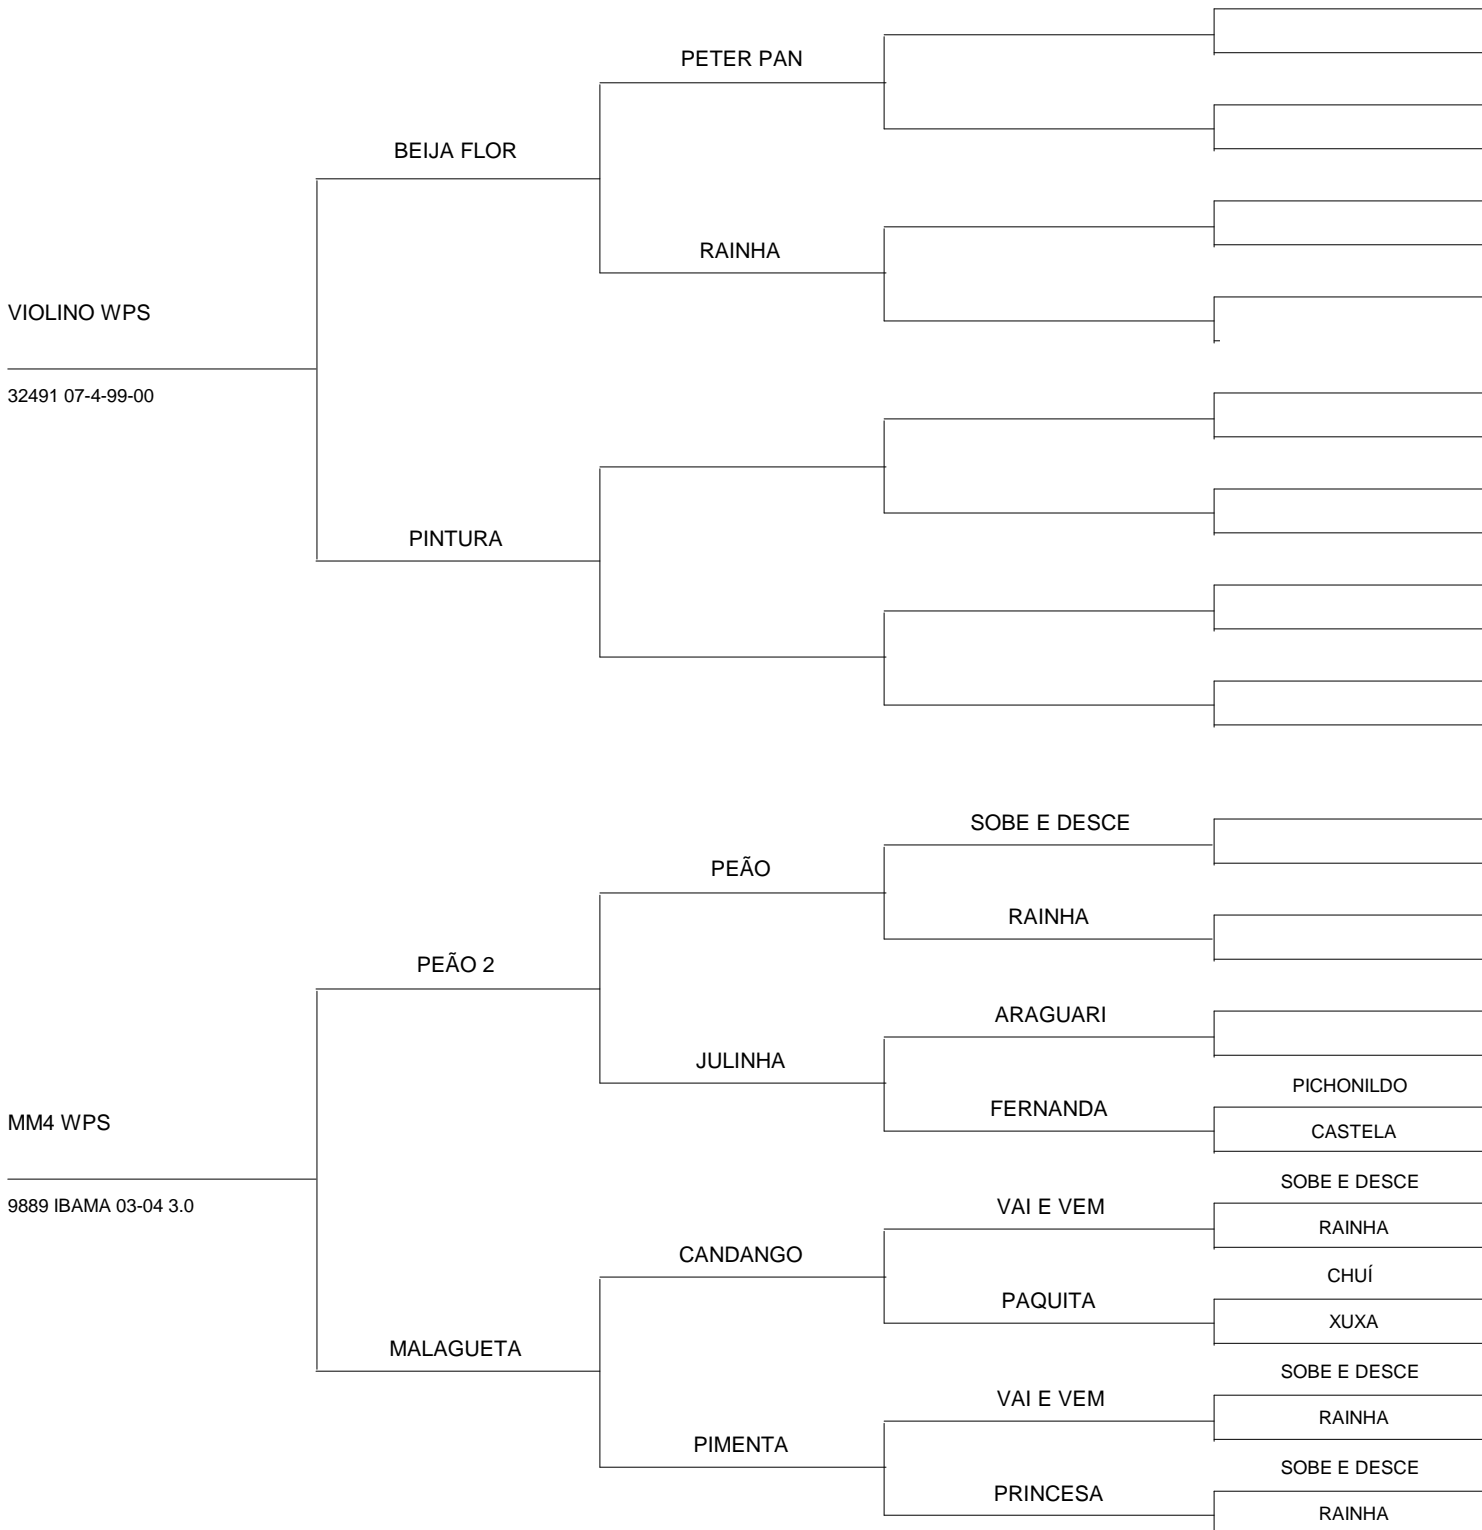 PETER PAN
BEIJA FLOR
RAINHA
VIOLINO WPS
32491 07-4-99-00
PINTURA
SOBE E DESCE
PEÃO
RAINHA
PEÃO 2
ARAGUARI
JULINHA
PICHONILDO
FERNANDA
CASTELA
MM4 WPS
SOBE E DESCE
9889 IBAMA 03-04 3.0
VAI E VEM
RAINHA
CANDANGO
CHUÍ
PAQUITA
XUXA
MALAGUETA
SOBE E DESCE
VAI E VEM
RAINHA
PIMENTA
SOBE E DESCE
PRINCESA
RAINHA